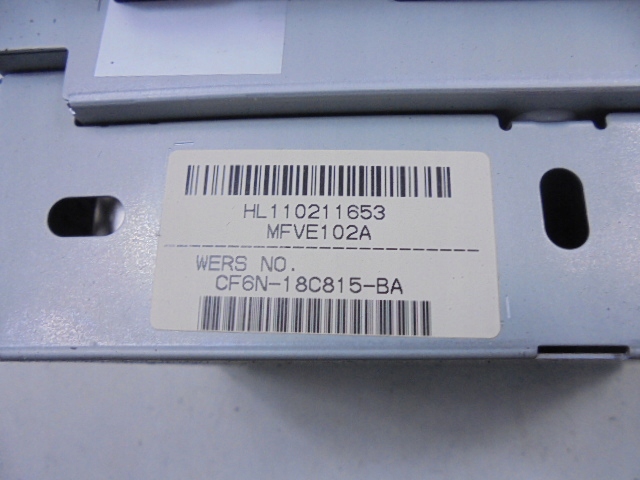 HL110211653
MFVE102A
WERS NO.
CF6N-18C815-BA